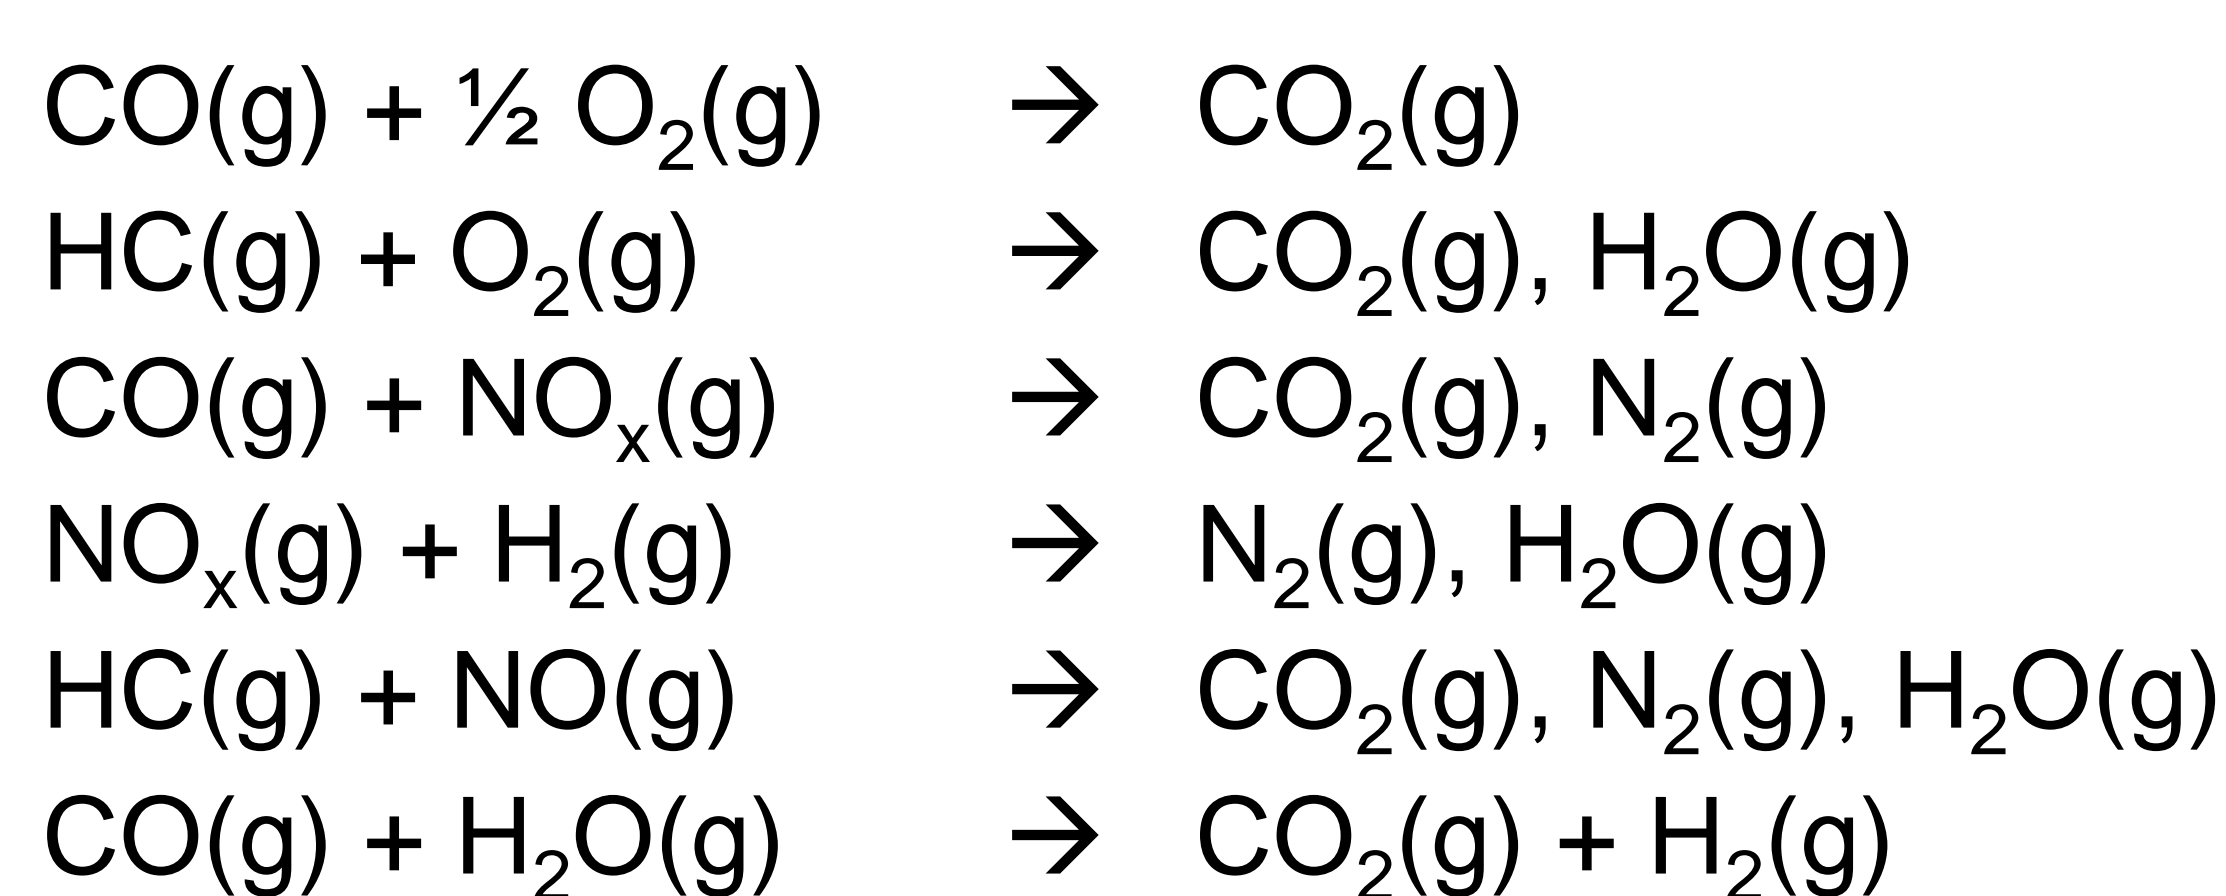 CO(g) + ½ O₂(g) → CO₂(g)
HC(g) + O₂(g) → CO₂(g), H₂O(g)
CO(g) + NOₓ(g) → CO₂(g), N₂(g)
NOₓ(g) + H₂(g) → N₂(g), H₂O(g)
HC(g) + NO(g) → CO₂(g), N₂(g), H₂O(g)
CO(g) + H₂O(g) → CO₂(g) + H₂(g)